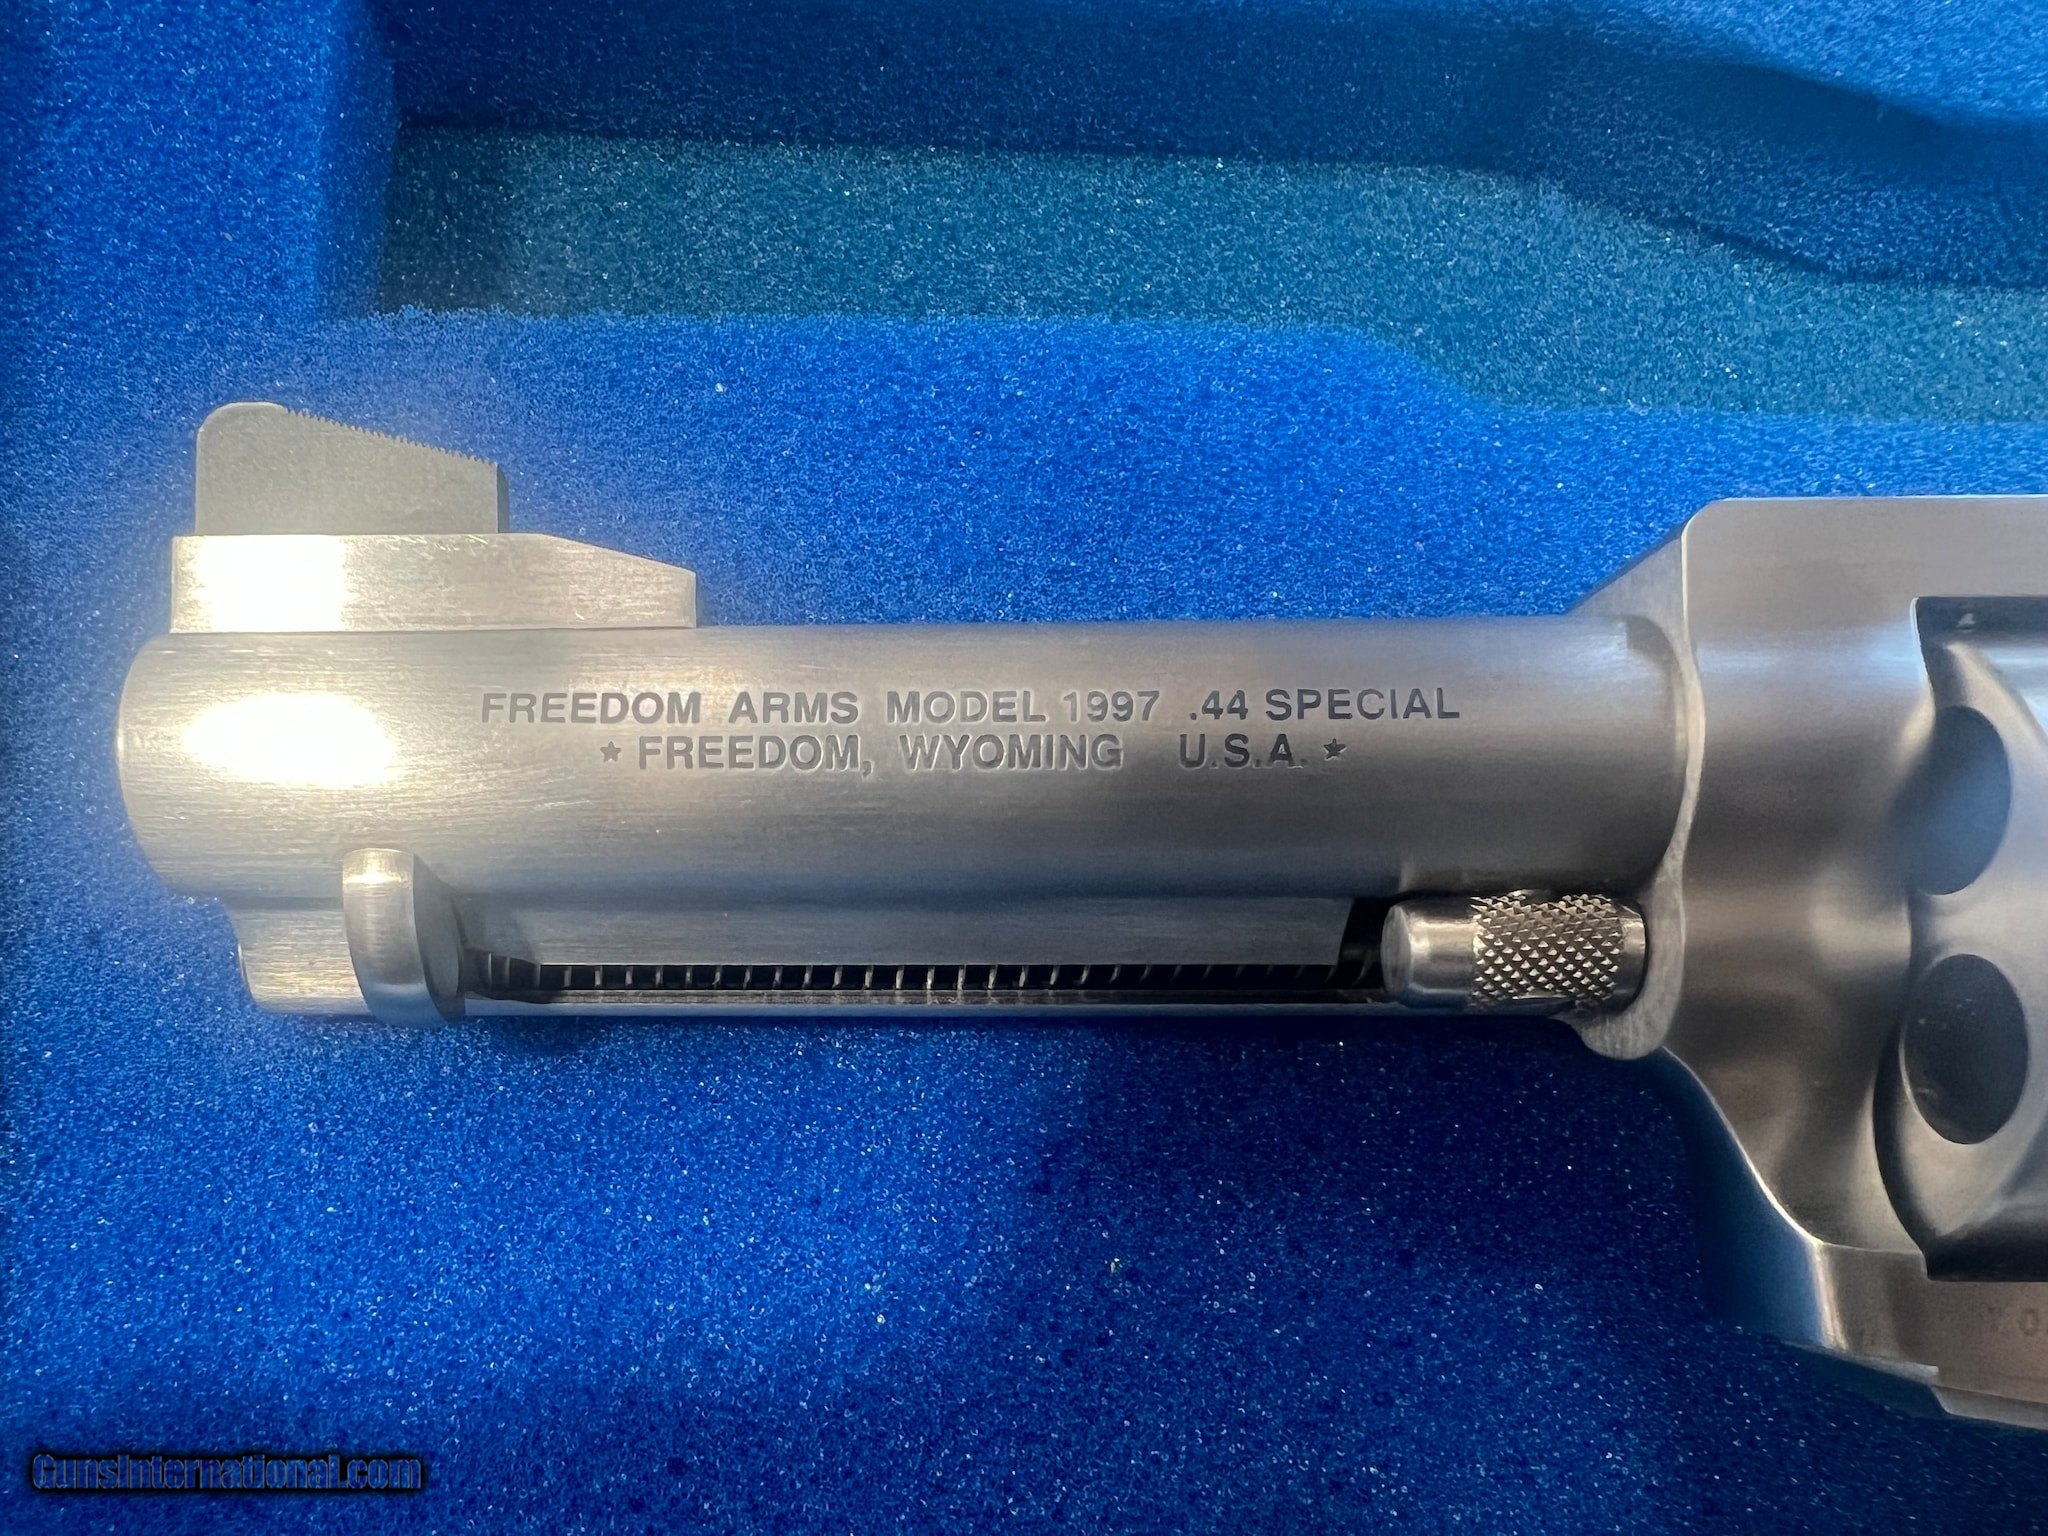 FREEDOM ARMS MODEL 1997 .44 SPECIAL
★ FREEDOM, WYOMING U.S.A. ★
GunsInternational.com